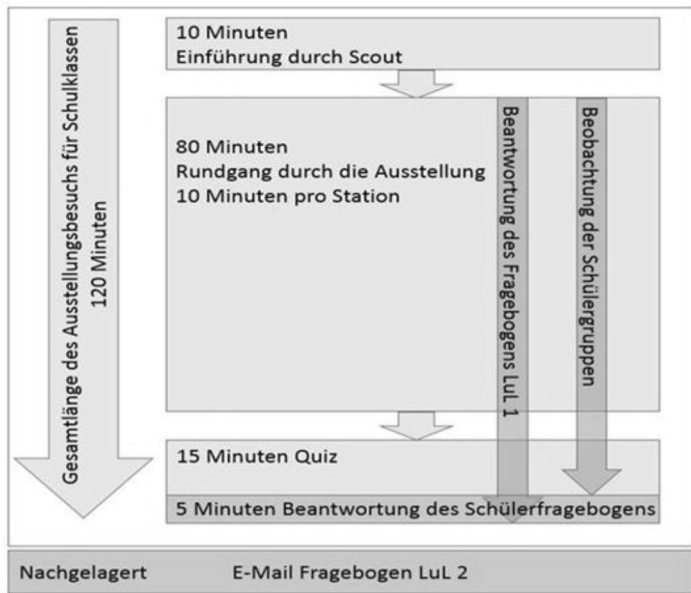 Gesamtlänge des Ausstellungsbesuchs für Schulklassen
120 Minuten
10 Minuten
Einführung durch Scout
80 Minuten
Rundgang durch die Ausstellung
10 Minuten pro Station
Beantwortung des Fragebogens LuL 1
Beobachtung der Schülergruppen
15 Minuten Quiz
5 Minuten Beantwortung des Schülerfragebogens
Nachgelagert E-Mail Fragebogen LuL 2